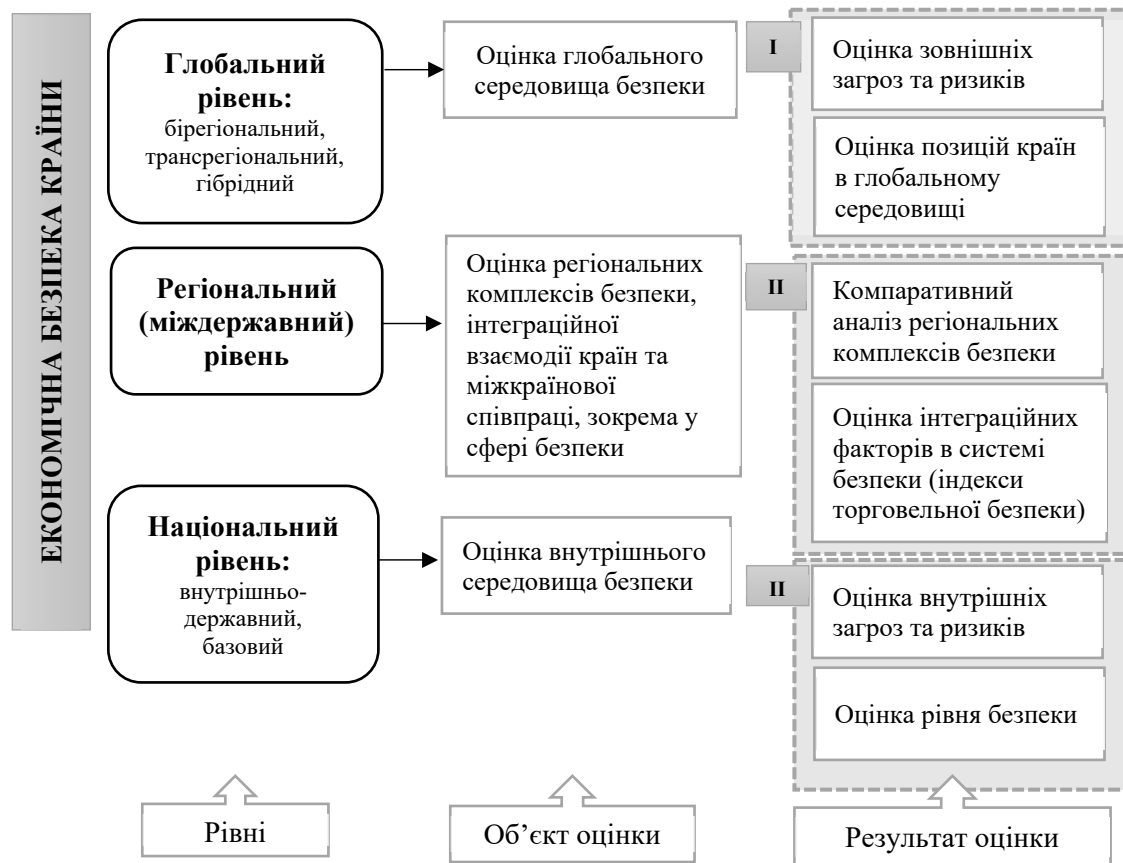 ЕКОНОМІЧНА БЕЗПЕКА КРАЇНИ
Глобальний
рівень:
бірегіональний,
трансрегіональний,
гібрідний
Оцінка глобального
середовища безпеки
I
Оцінка зовнішніх
загроз та ризиків
Оцінка позицій країн
в глобальному
середовищі
Регіональний
(міждержавний)
рівень
Оцінка регіональних
комплексів безпеки,
інтеграційної
взаємодії країн та
міжкраїнової
співпраці, зокрема у
сфері безпеки
II
Компаративний
аналіз регіональних
комплексів безпеки
Оцінка інтеграційних
факторів в системі
безпеки (індекси
торговельної безпеки)
Національний
рівень:
внутрішньо-
державний,
базовий
Оцінка внутрішнього
середовища безпеки
II
Оцінка внутрішніх
загроз та ризиків
Оцінка рівня безпеки
Рівні
Об’єкт оцінки
Результат оцінки